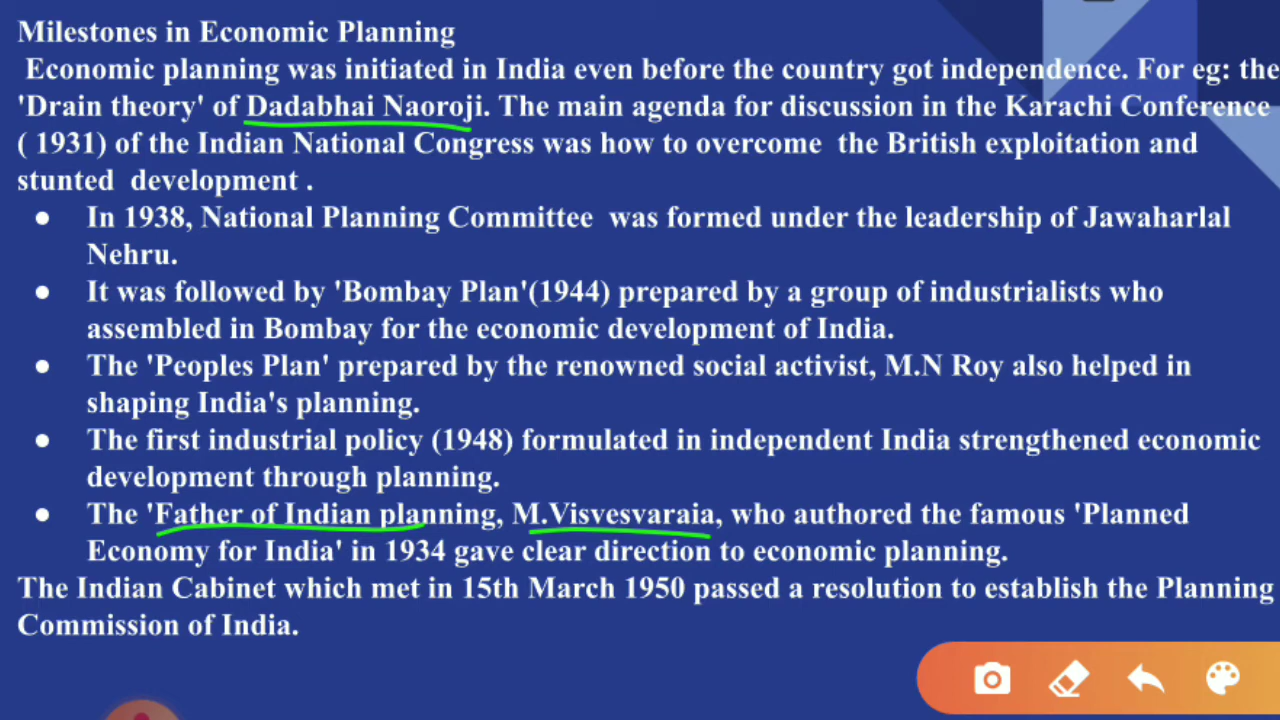 Milestones in Economic Planning
Economic planning was initiated in India even before the country got independence. For eg: the
'Drain theory' of Dadabhai Naoroji. The main agenda for discussion in the Karachi Conference
( 1931) of the Indian National Congress was how to overcome the British exploitation and
stunted development .
● In 1938, National Planning Committee was formed under the leadership of Jawaharlal
Nehru.
● It was followed by 'Bombay Plan'(1944) prepared by a group of industrialists who
assembled in Bombay for the economic development of India.
● The 'Peoples Plan' prepared by the renowned social activist, M.N Roy also helped in
shaping India's planning.
● The first industrial policy (1948) formulated in independent India strengthened economic
development through planning.
● The 'Father of Indian planning, M.Visvesvaraia, who authored the famous 'Planned
Economy for India' in 1934 gave clear direction to economic planning.
The Indian Cabinet which met in 15th March 1950 passed a resolution to establish the Planning
Commission of India.